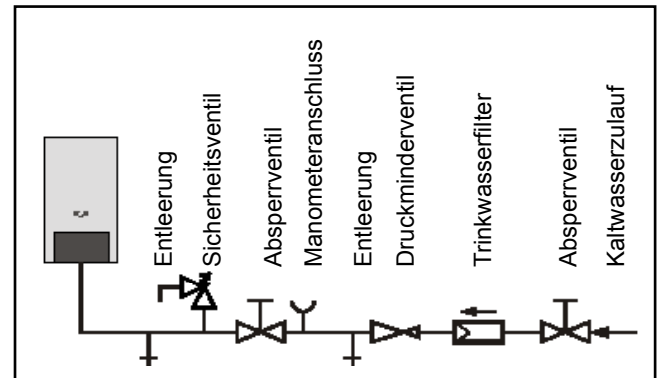 Entleerung
Sicherheitsventil
Absperrventil
Manometeranschluss
Entleerung
Druckminderventil
Trinkwasserfilter
Absperrventil
Kaltwasserzulauf